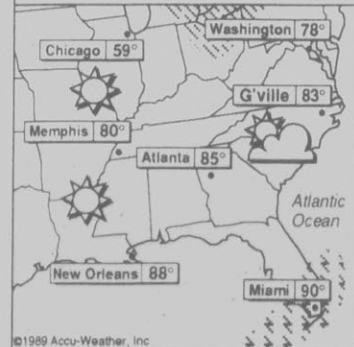 Washington 78°
Chicago 59°
G'ville 83°
Memphis 80°
Atlanta 85°
Atlantic
Ocean
New Orleans 88°
Miami 90°
©1989 Accu-Weather, Inc